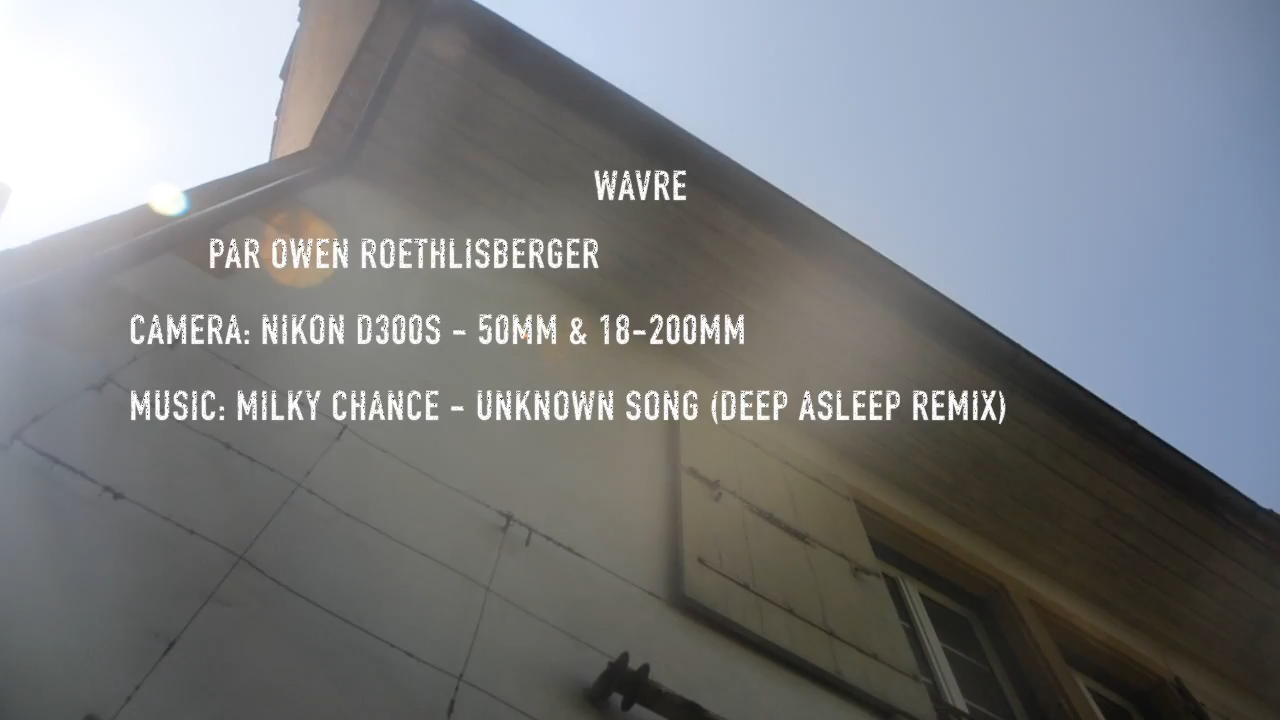 WAVRE
PAR OWEN ROETHLISBERGER
CAMERA: NIKON D300S - 50MM & 18-200MM
MUSIC: MILKY CHANCE - UNKNOWN SONG (DEEP ASLEEP REMIX)